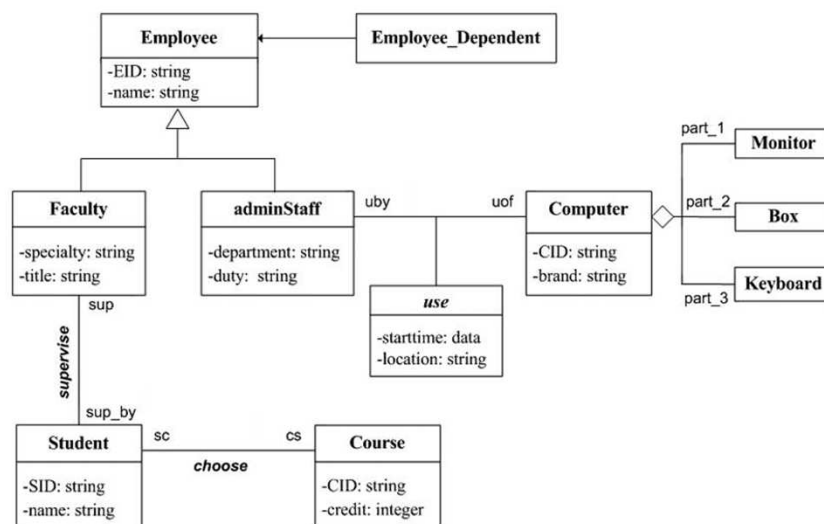 Employee
-EID: string
-name: string
Employee_Dependent
part_1
Monitor
part_2
Box
part_3
Keyboard
Faculty
-specialty: string
-title: string
adminStaff
-department: string
-duty: string
uby
uof
Computer
-CID: string
-brand: string
use
-starttime: data
-location: string
sup
supervise
sup_by
Student
-SID: string
-name: string
sc
choose
cs
Course
-CID: string
-credit: integer